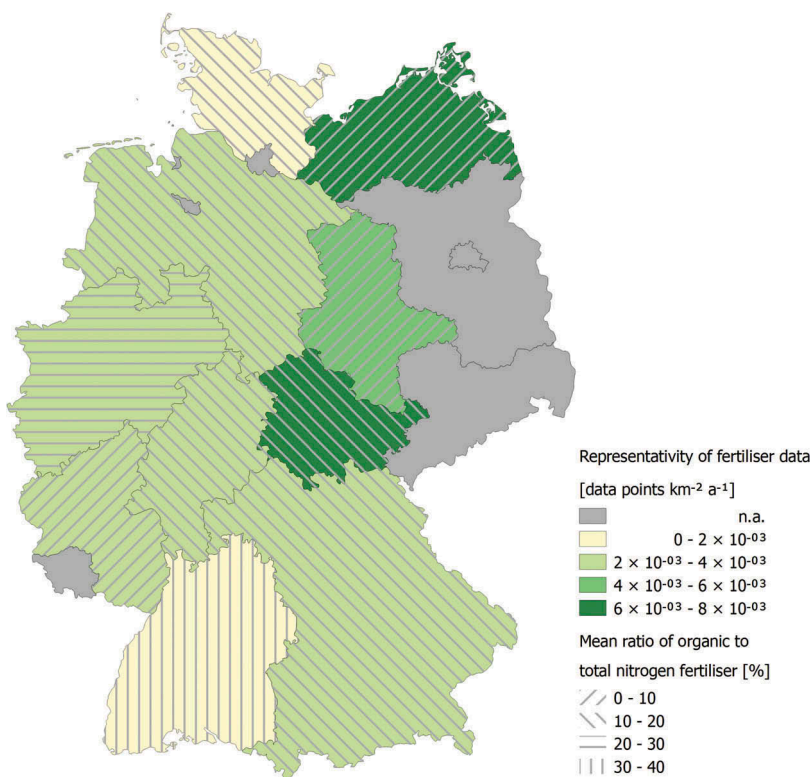 Representativity of fertiliser data
[data points km⁻² a⁻¹]
n.a.
0 - 2 × 10⁻⁰³
2 × 10⁻⁰³ - 4 × 10⁻⁰³
4 × 10⁻⁰³ - 6 × 10⁻⁰³
6 × 10⁻⁰³ - 8 × 10⁻⁰³
Mean ratio of organic to
total nitrogen fertiliser [%]
0 - 10
10 - 20
20 - 30
30 - 40